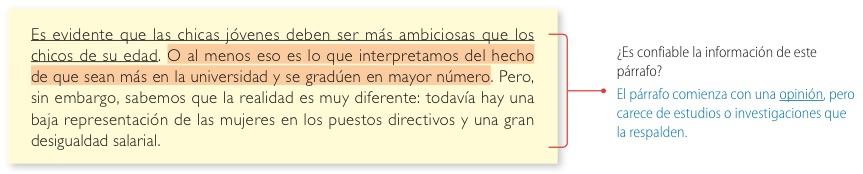 Es evidente que las chicas jóvenes deben ser más ambiciosas que los
chicos de su edad. O al menos eso es lo que interpretamos del hecho
de que sean más en la universidad y se gradúen en mayor número. Pero,
sin embargo, sabemos que la realidad es muy diferente: todavía hay una
baja representación de las mujeres en los puestos directivos y una gran
desigualdad salarial.
¿Es confiable la información de este
párrafo?
El párrafo comienza con una opinión, pero
carece de estudios o investigaciones que
la respalden.